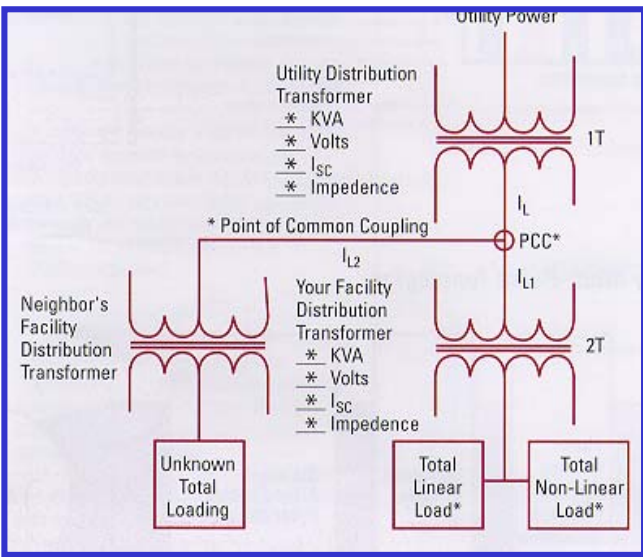 Utility Power
Utility Distribution
Transformer
* KVA
* Volts
* ISC
* Impedence
1T
IL
* Point of Common Coupling
PCC*
IL2
IL1
Neighbor's
Facility
Distribution
Transformer
Your Facility
Distribution
Transformer
* KVA
* Volts
* ISC
* Impedence
2T
Unknown
Total
Loading
Total
Linear
Load*
Total
Non-Linear
Load*